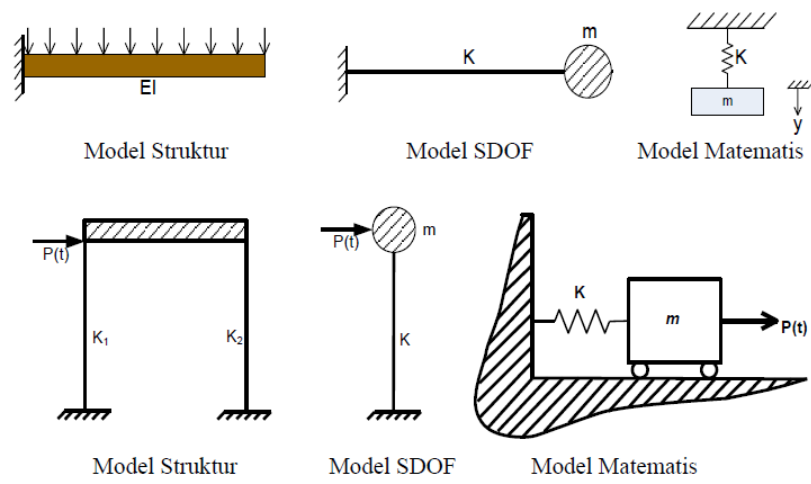 m
K
K
EI
m
y
Model Struktur
Model SDOF
Model Matematis
P(t)
P(t)
m
K
m
P(t)
K₁
K₂
K
Model Struktur
Model SDOF
Model Matematis